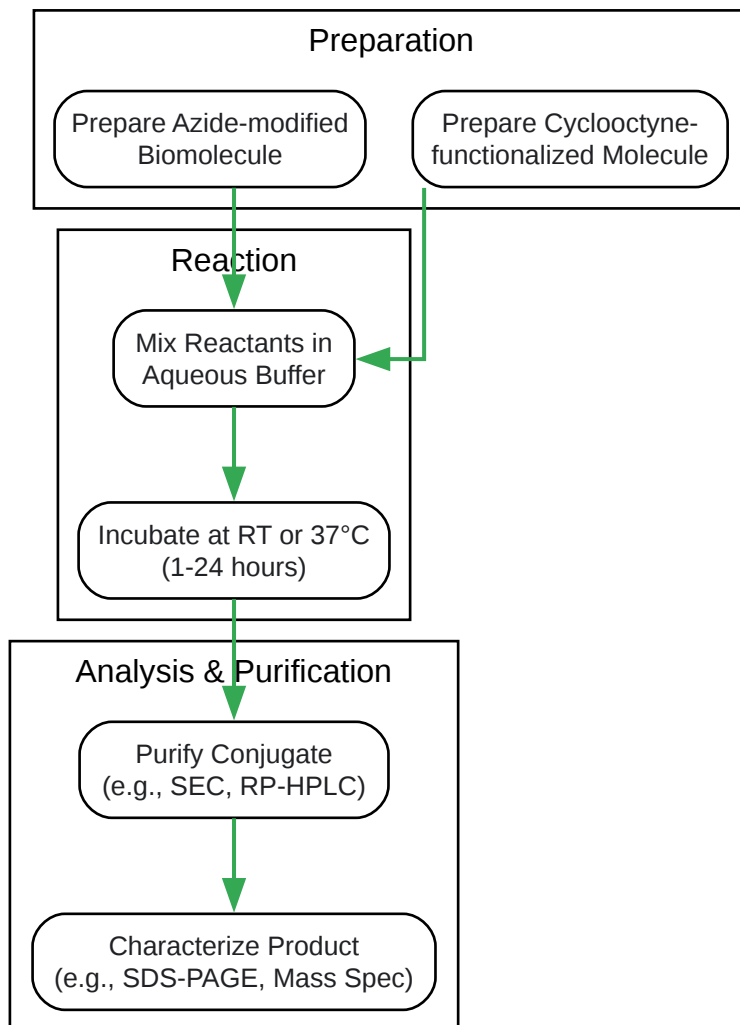 Preparation
Prepare Azide-modified
Biomolecule
Prepare Cyclooctyne-
functionalized Molecule
Reaction
Mix Reactants in
Aqueous Buffer
Incubate at RT or 37°C
(1-24 hours)
Analysis & Purification
Purify Conjugate
(e.g., SEC, RP-HPLC)
Characterize Product
(e.g., SDS-PAGE, Mass Spec)